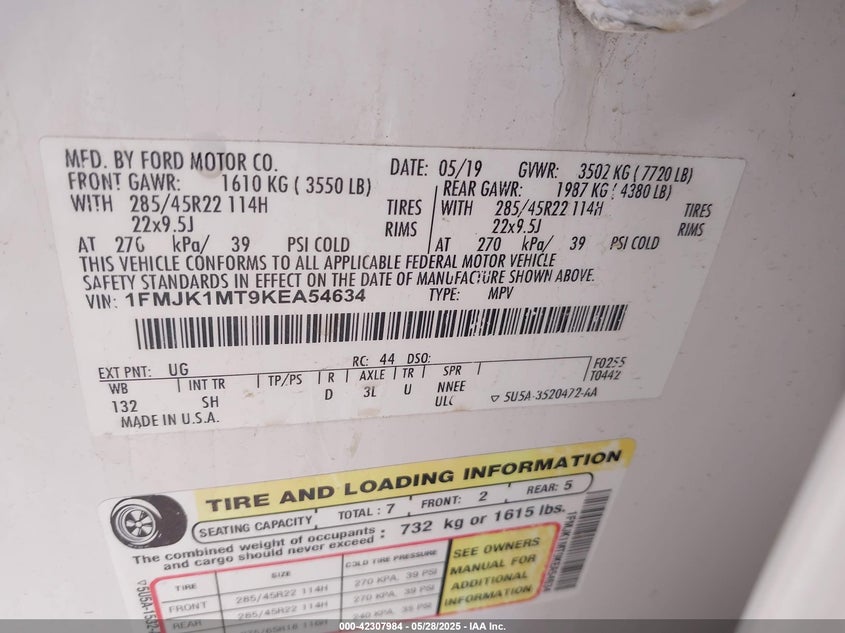 MFD. BY FORD MOTOR CO. DATE: 05/19 GVWR: 3502 KG ( 7720 LB)
FRONT GAWR: 1610 KG ( 3550 LB) REAR GAWR: 1987 KG ( 4380 LB)
WITH 285/45R22 114H TIRES WITH 285/45R22 114H TIRES
22x9.5J RIMS 22x9.5J RIMS
AT 270 kPa/ 39 PSI COLD AT 270 kPa/ 39 PSI COLD
THIS VEHICLE CONFORMS TO ALL APPLICABLE FEDERAL MOTOR VEHICLE
SAFETY STANDARDS IN EFFECT ON THE DATE OF MANUFACTURE SHOWN ABOVE.
VIN: 1FMJK1MT9KEA54634 TYPE: MPV
EXT PNT: UG RC: 44 DSO: F0255
WB INT TR TP/PS R AXLE TR SPR T0442
132 SH D 3L U NNEE
ULC ▽ 5U5A-3520472-AA
MADE IN U.S.A.
TIRE AND LOADING INFORMATION
SEATING CAPACITY TOTAL : 7 FRONT: 2 REAR: 5
The combined weight of occupants and cargo should never exceed : 732 kg or 1615 lbs.
TIRE SIZE COLD TIRE PRESSURE
FRONT 285/45R22 114H 270 KPA, 39 PSI
REAR 285/45R22 114H 270 KPA, 39 PSI
240 KPA, 35 PSI
SEE OWNERS
MANUAL FOR
ADDITIONAL
INFORMATION
000-42307984 - 05/28/2025 - IAA Inc.